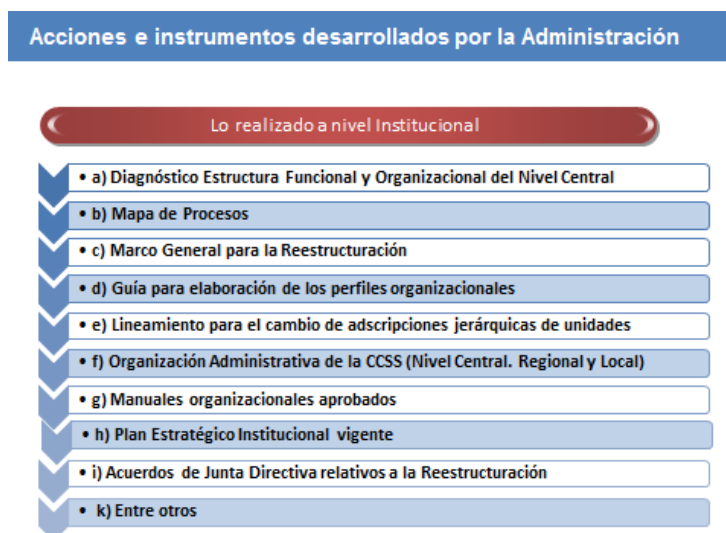 Acciones e instrumentos desarrollados por la Administración
Lo realizado a nivel Institucional
• a) Diagnóstico Estructura Funcional y Organizacional del Nivel Central
• b) Mapa de Procesos
• c) Marco General para la Reestructuración
• d) Guía para elaboración de los perfiles organizacionales
• e) Lineamiento para el cambio de adscripciones jerárquicas de unidades
• f) Organización Administrativa de la CCSS (Nivel Central. Regional y Local)
• g) Manuales organizacionales aprobados
• h) Plan Estratégico Institucional vigente
• i) Acuerdos de Junta Directiva relativos a la Reestructuración
• k) Entre otros